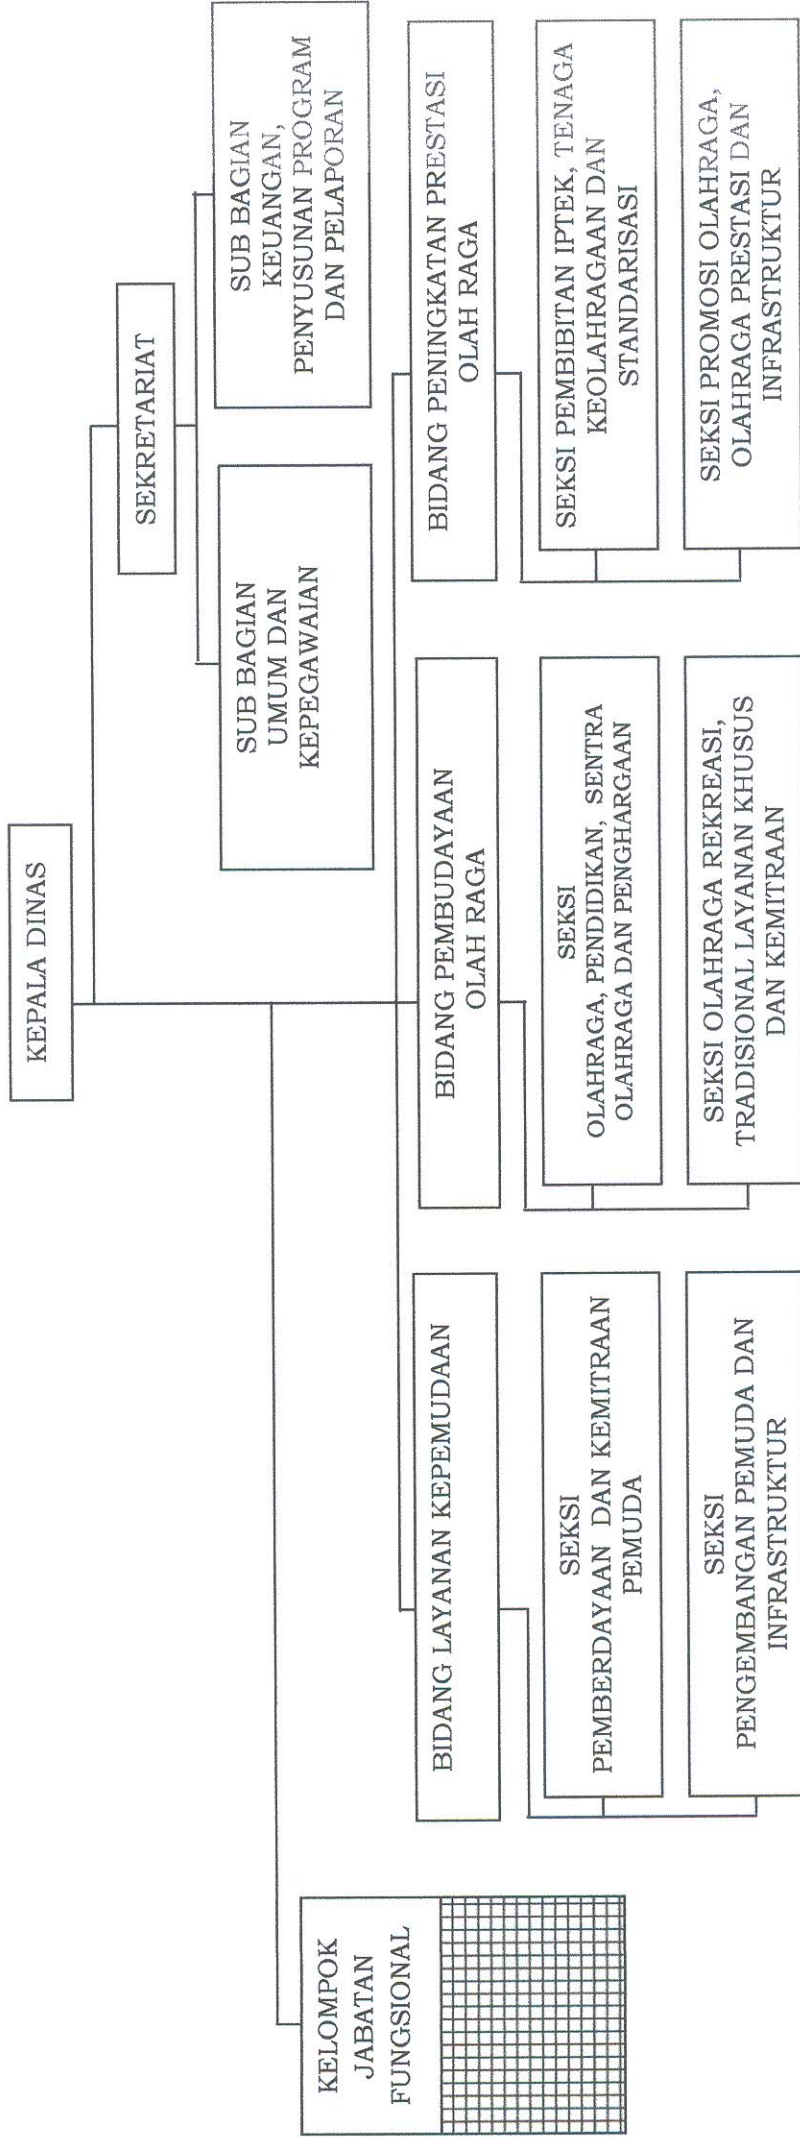 KEPALA DINAS
SEKRETARIAT
SUB BAGIAN
UMUM DAN
KEPEGAWAIAN
SUB BAGIAN
KEUANGAN,
PENYUSUNAN PROGRAM
DAN PELAPORAN
KELOMPOK
JABATAN
FUNGSIONAL
BIDANG LAYANAN KEPEMUDAAN
SEKSI
PEMBERDAYAAN DAN KEMITRAAN
PEMUDA
SEKSI
PENGEMBANGAN PEMUDA DAN
INFRASTRUKTUR
BIDANG PEMBUDAYAAN
OLAH RAGA
SEKSI
OLAHRAGA, PENDIDIKAN, SENTRA
OLAHRAGA DAN PENGHARGAAN
SEKSI OLAHRAGA REKREASI,
TRADISIONAL LAYANAN KHUSUS
DAN KEMITRAAN
BIDANG PENINGKATAN PRESTASI
OLAH RAGA
SEKSI PEMBIBITAN IPTEK, TENAGA
KEOLAHRAGAAN DAN
STANDARISASI
SEKSI PROMOSI OLAHRAGA,
OLAHRAGA PRESTASI DAN
INFRASTRUKTUR